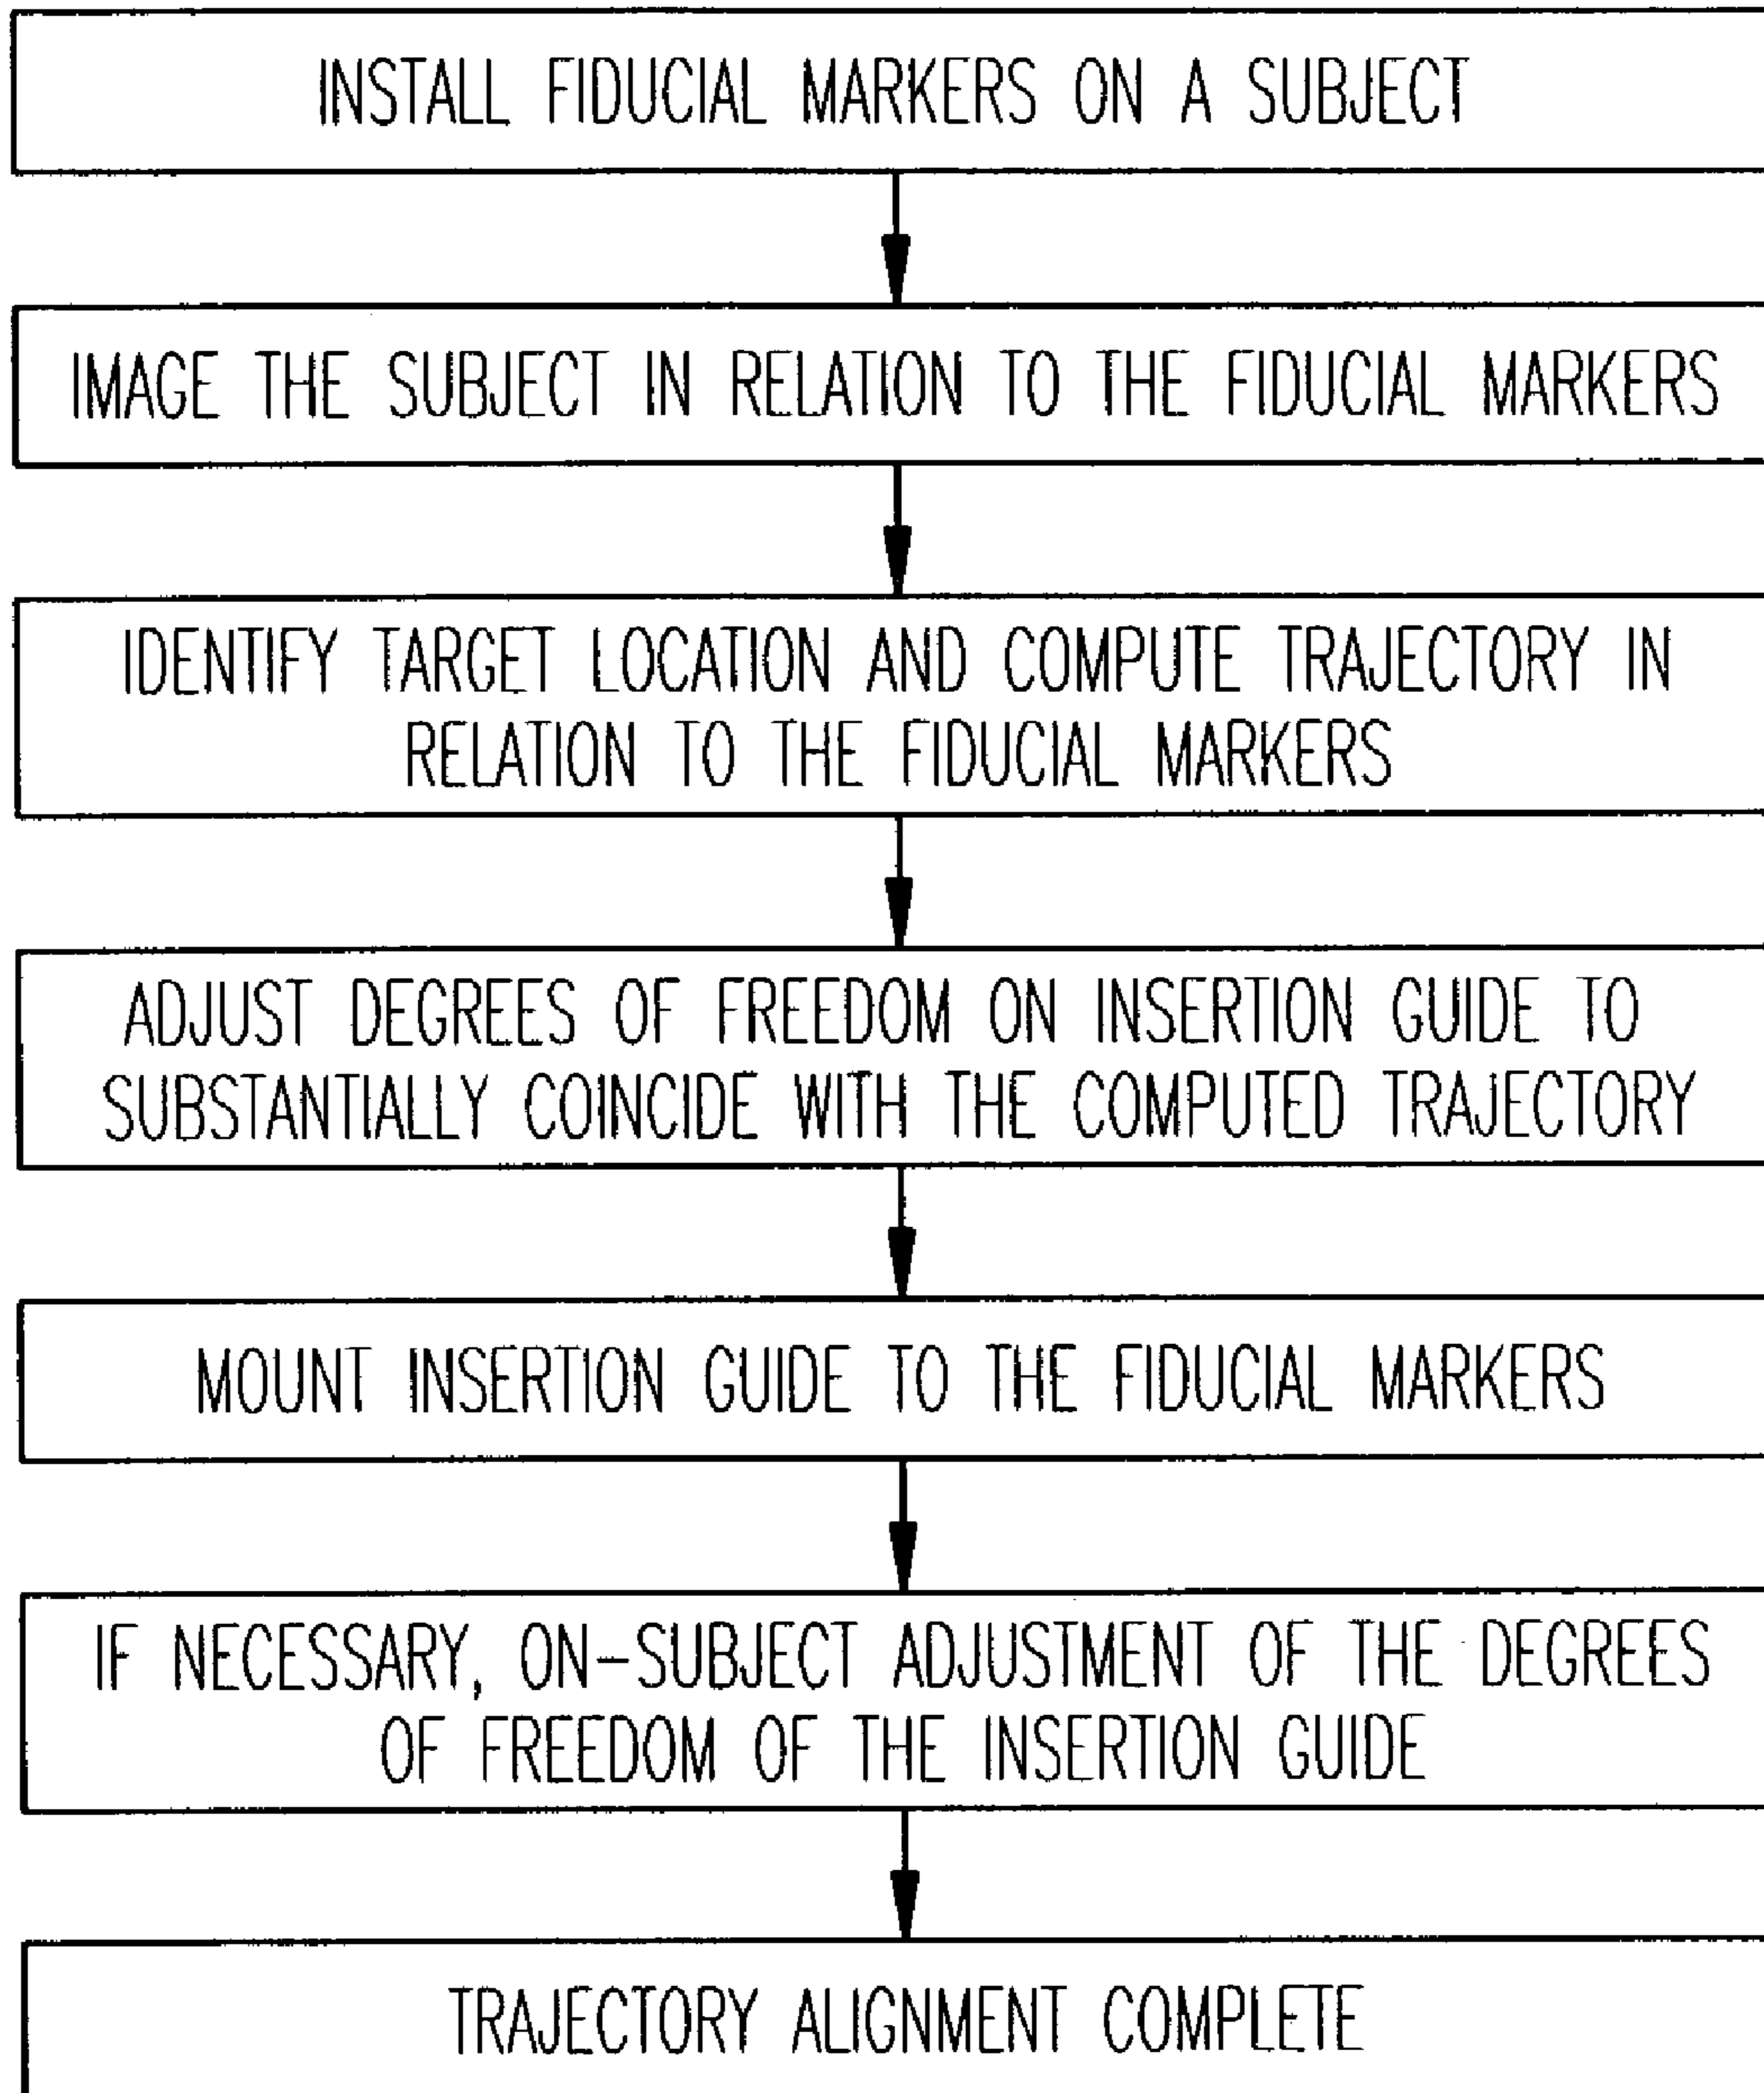 INSTALL FIDUCIAL MARKERS ON A SUBJECT
IMAGE THE SUBJECT IN RELATION TO THE FIDUCIAL MARKERS
IDENTIFY TARGET LOCATION AND COMPUTE TRAJECTORY IN
RELATION TO THE FIDUCIAL MARKERS
ADJUST DEGREES OF FREEDOM ON INSERTION GUIDE TO
SUBSTANTIALLY COINCIDE WITH THE COMPUTED TRAJECTORY
MOUNT INSERTION GUIDE TO THE FIDUCIAL MARKERS
IF NECESSARY, ON-SUBJECT ADJUSTMENT OF THE DEGREES
OF FREEDOM OF THE INSERTION GUIDE
TRAJECTORY ALIGNMENT COMPLETE